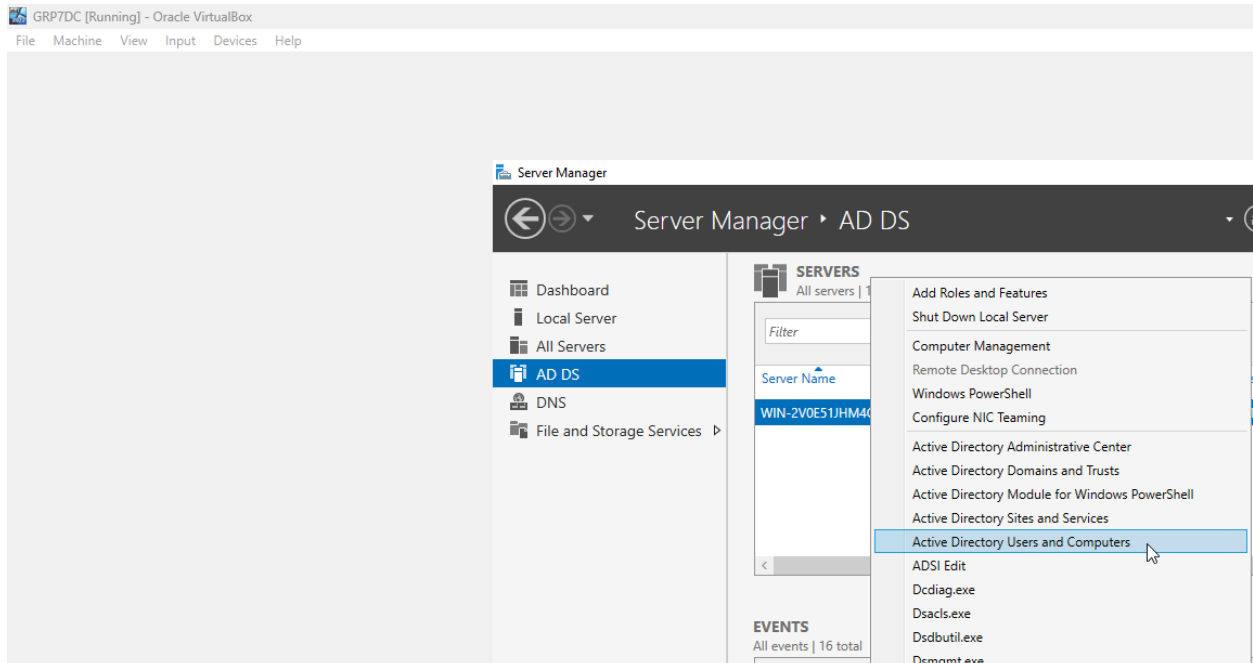 GRP7DC [Running] - Oracle VirtualBox
File Machine View Input Devices Help
Server Manager
Server Manager ‣ AD DS
Dashboard
Local Server
All Servers
AD DS
DNS
File and Storage Services
SERVERS
All servers | 1
Filter
Server Name
Add Roles and Features
Shut Down Local Server
Computer Management
Remote Desktop Connection
Windows PowerShell
Configure NIC Teaming
Active Directory Administrative Center
Active Directory Domains and Trusts
Active Directory Module for Windows PowerShell
Active Directory Sites and Services
Active Directory Users and Computers
ADSI Edit
Dcdiag.exe
Dsacls.exe
Dsdbutil.exe
Dsmgmt.exe
EVENTS
All events | 16 total